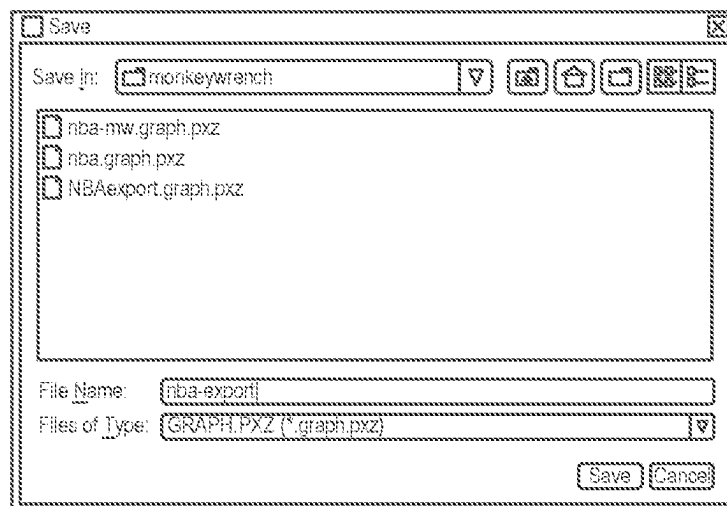 Save
Save in: monkeywrench
nba-mw.graph.pxz
nba.graph.pxz
NBAexport.graph.pxz
File Name: nba-export
Files of Type: GRAPH.PXZ (*.graph.pxz)
Save Cancel